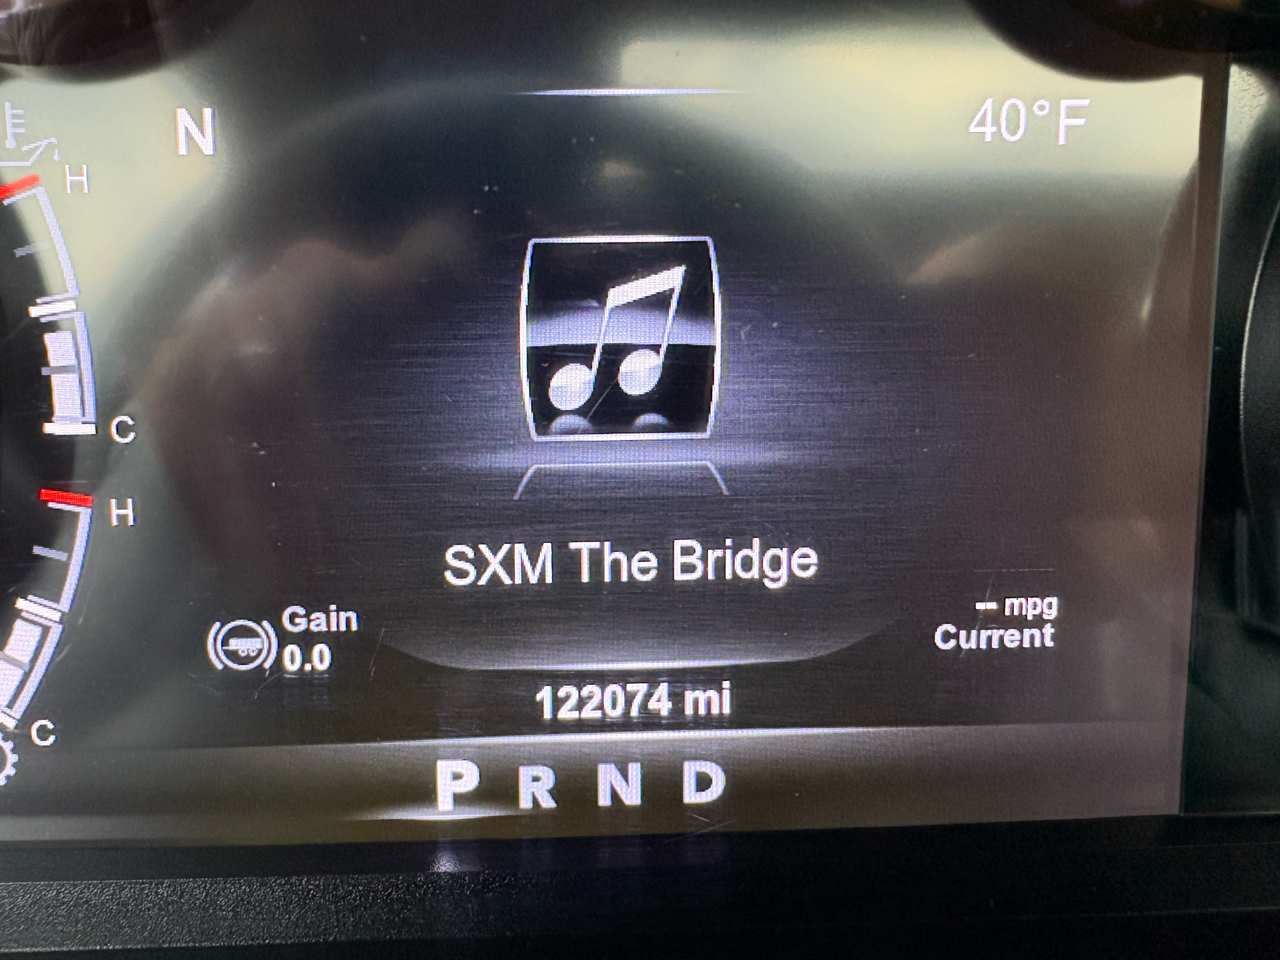 N
40°F
H
C
H
SXM The Bridge
Gain
0.0
-- mpg
Current
122074 mi
C
P R N D